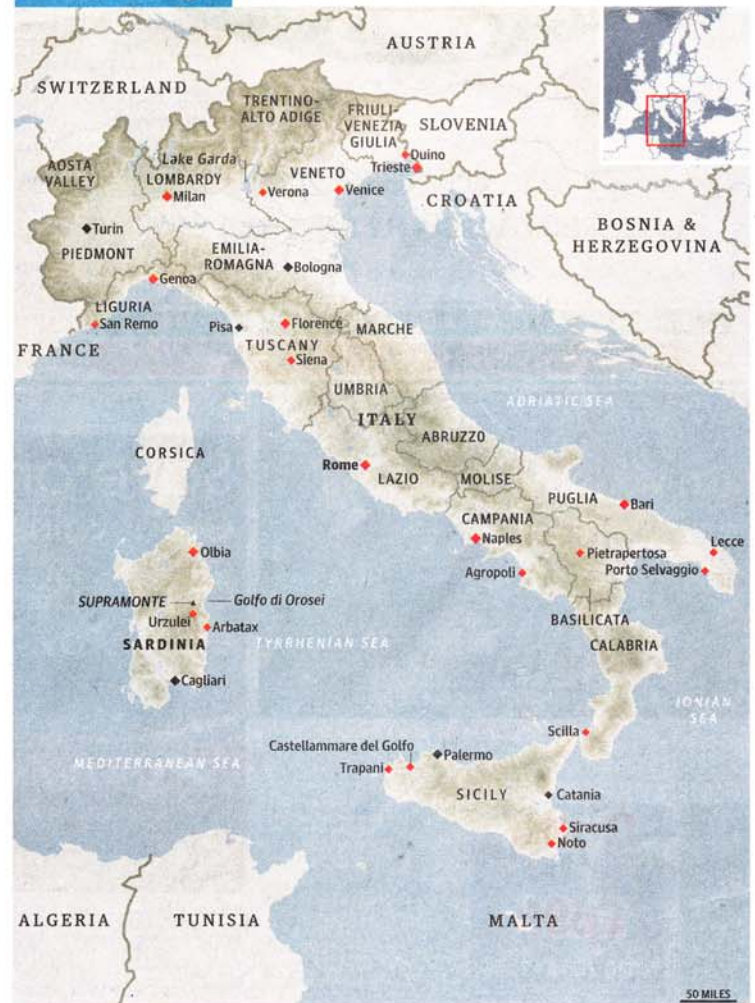 AUSTRIA
SWITZERLAND
TRENTINO-
ALTO ADIGE
FRIULI-
VENEZIA
GIULIA
SLOVENIA
Duino
Trieste
AOSTA
VALLEY
Lake Garda
LOMBARDY
Milan
Verona
VENETO
Venice
CROATIA
BOSNIA &
HERZEGOVINA
Turin
PIEDMONT
EMILIA-
ROMAGNA
Bologna
Genoa
LIGURIA
San Remo
Pisa
Florence
TUSCANY
MARCHE
FRANCE
Siena
UMBRIA
ITALY
ADRIATIC SEA
ABRUZZO
CORSICA
Rome
LAZIO
MOLISE
PUGLIA
Bari
CAMPANIA
Naples
Olbia
Pietrapertosa
Lecce
Agropoli
Porto Selvaggio
SUPRAMONTE
Golfo di Orosei
Urzulei
Arbatax
BASILICATA
SARDINIA
TYRRHENIAN SEA
CALABRIA
Cagliari
IONIAN
SEA
Scilla
Castellammare del Golfo
Palermo
MEDITERRANEAN SEA
Trapani
SICILY
Catania
Siracusa
Noto
ALGERIA
TUNISIA
MALTA
50 MILES